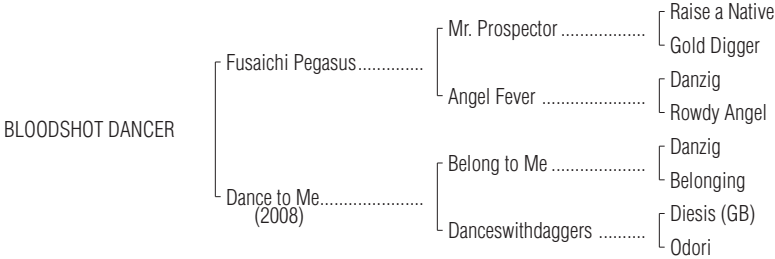 Raise a Native
Mr. Prospector ....................
Gold Digger
Fusaichi Pegasus..............
Danzig
Angel Fever .......................
Rowdy Angel
BLOODSHOT DANCER
Danzig
Belong to Me ......................
Belonging
Dance to Me.......................
(2008)
Diesis (GB)
Danceswithdaggers ..........
Odori